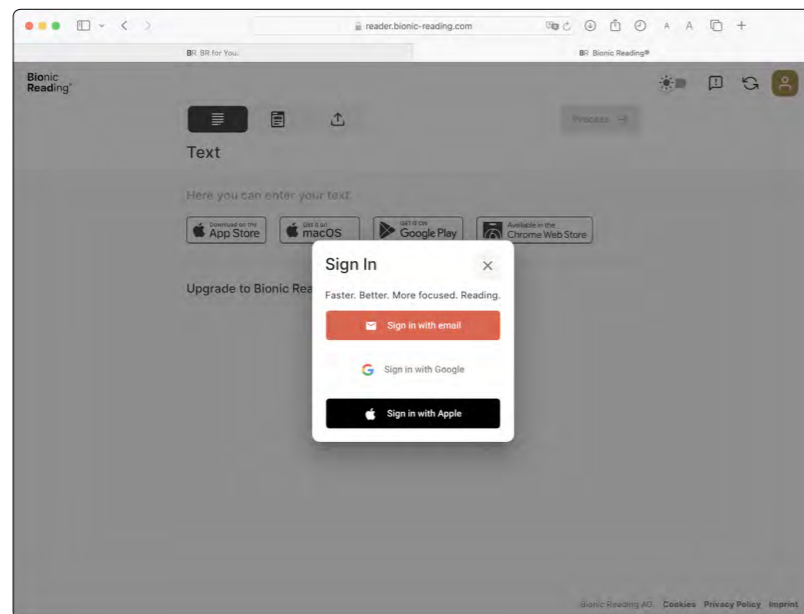 reader.bionic-reading.com
A A
BR BR for You.
BR Bionic Reading®
Bionic
Reading®
Process →
Text
Here you can enter your text.
Download on the
App Store
Get it on
macOS
GET IT ON
Google Play
Available in the
Chrome Web Store
Sign In
Upgrade to Bionic Rea
Faster. Better. More focused. Reading.
Sign in with email
Sign in with Google
Sign in with Apple
Bionic Reading AG Cookies Privacy Policy Imprint